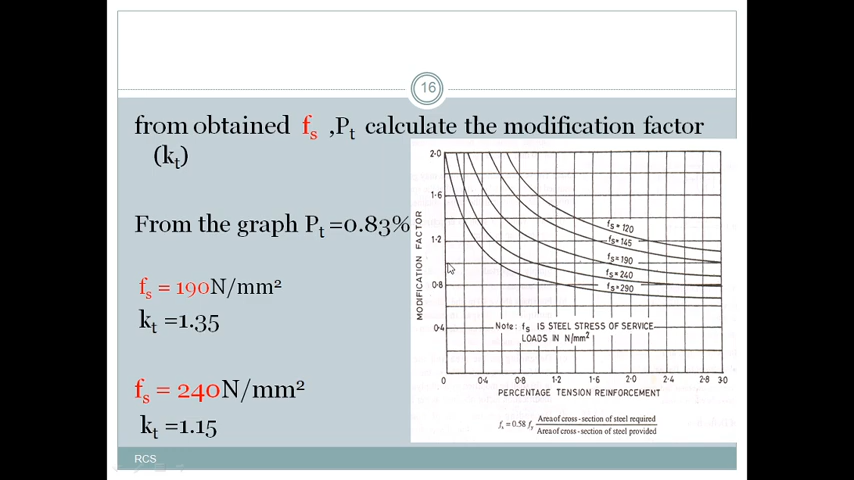 16
from obtained fs ,Pt calculate the modification factor
(kt)
From the graph Pt =0.83%
fs = 190N/mm²
kt =1.35
fs = 240N/mm²
kt =1.15
MODIFICATION FACTOR
2.0
1.6
1.2
0.8
0.4
fs = 120
fs = 145
fs = 190
fs = 240
fs = 290
Note: fs IS STEEL STRESS OF SERVICE
LOADS IN N/mm²
0 0.4 0.8 1.2 1.6 2.0 2.4 2.8 3.0
PERCENTAGE TENSION REINFORCEMENT
fs = 0.58 fy Area of cross - section of steel required
Area of cross - section of steel provided
RCS